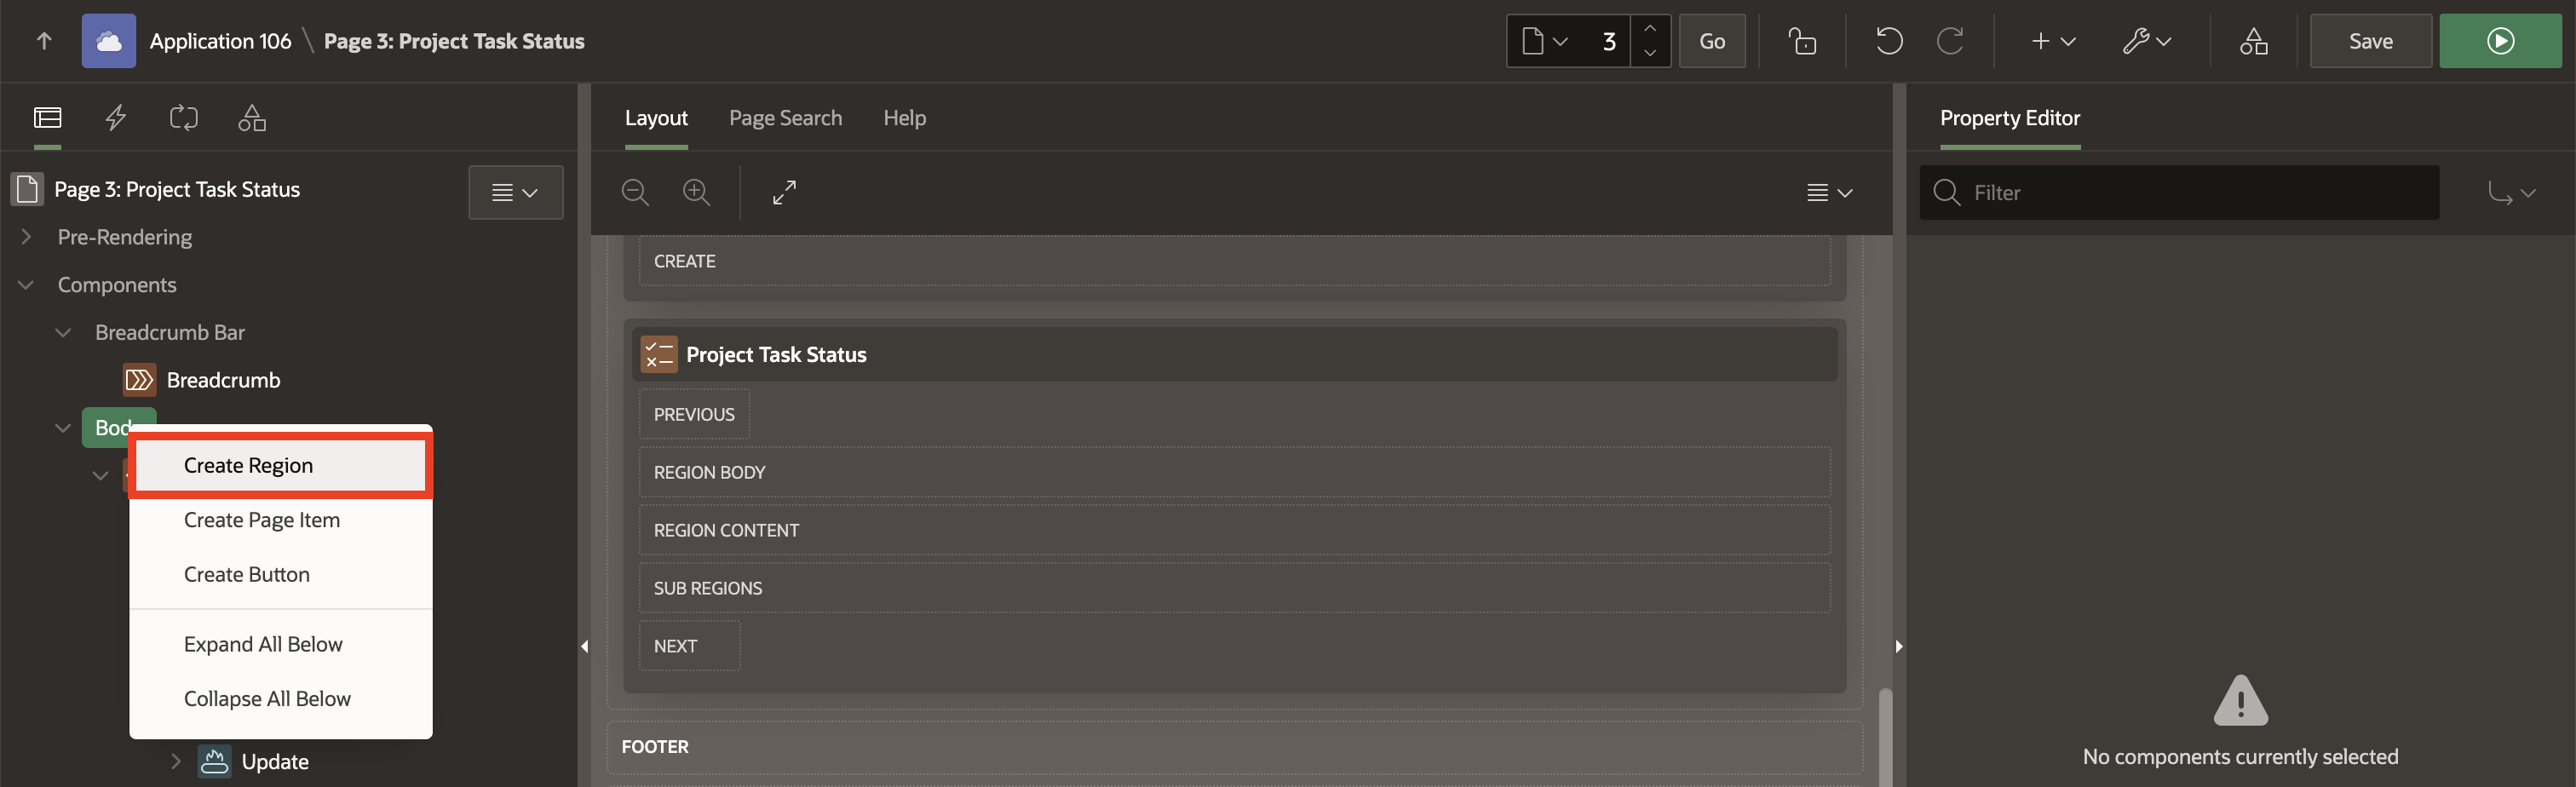 Application 106 \ Page 3: Project Task Status
3
Go
Save
Layout
Page Search
Help
Property Editor
Page 3: Project Task Status
Filter
Pre-Rendering
Components
Breadcrumb Bar
Breadcrumb
Create Region
Create Page Item
Create Button
Expand All Below
Collapse All Below
Update
CREATE
Project Task Status
PREVIOUS
REGION BODY
REGION CONTENT
SUB REGIONS
NEXT
FOOTER
No components currently selected